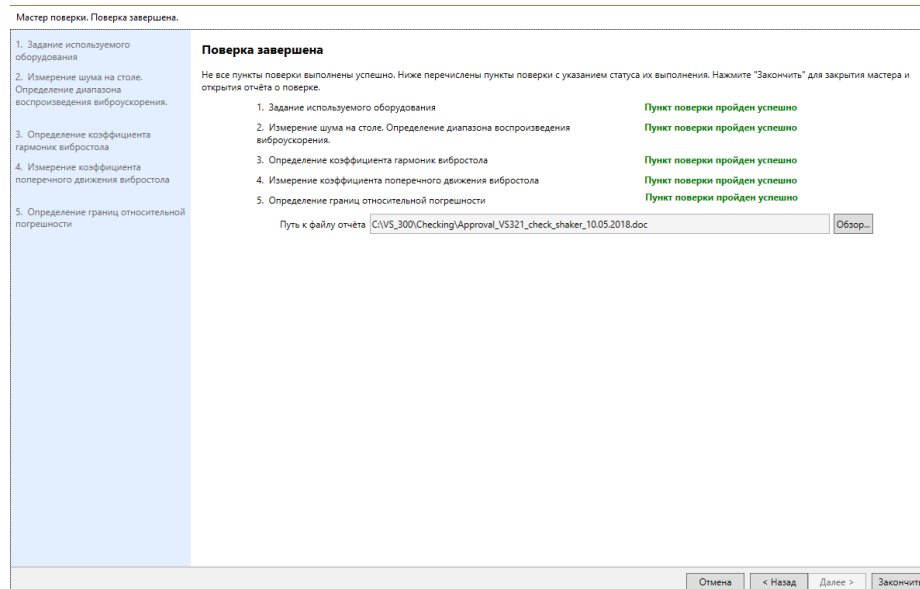 Мастер поверки. Поверка завершена.
1. Задание используемого
оборудования
2. Измерение шума на столе.
Определение диапазона
воспроизведения виброускорения.
3. Определение коэффициента
гармоник вибростола
4. Измерение коэффициента
поперечного движения вибростола
5. Определение границ относительной
погрешности
Поверка завершена
Не все пункты поверки выполнены успешно. Ниже перечислены пункты поверки с указанием статуса их выполнения. Нажмите "Закончить" для закрытия мастера и
открытия отчёта о поверке.
1. Задание используемого оборудования Пункт поверки пройден успешно
2. Измерение шума на столе. Определение диапазона воспроизведения Пункт поверки пройден успешно
виброускорения.
3. Определение коэффициента гармоник вибростола Пункт поверки пройден успешно
4. Измерение коэффициента поперечного движения вибростола Пункт поверки пройден успешно
5. Определение границ относительной погрешности Пункт поверки пройден успешно
Путь к файлу отчёта C:\VS_300\Checking\Approval_VS321_check_shaker_10.05.2018.doc Обзор...
Отмена < Назад Далее > Закончить